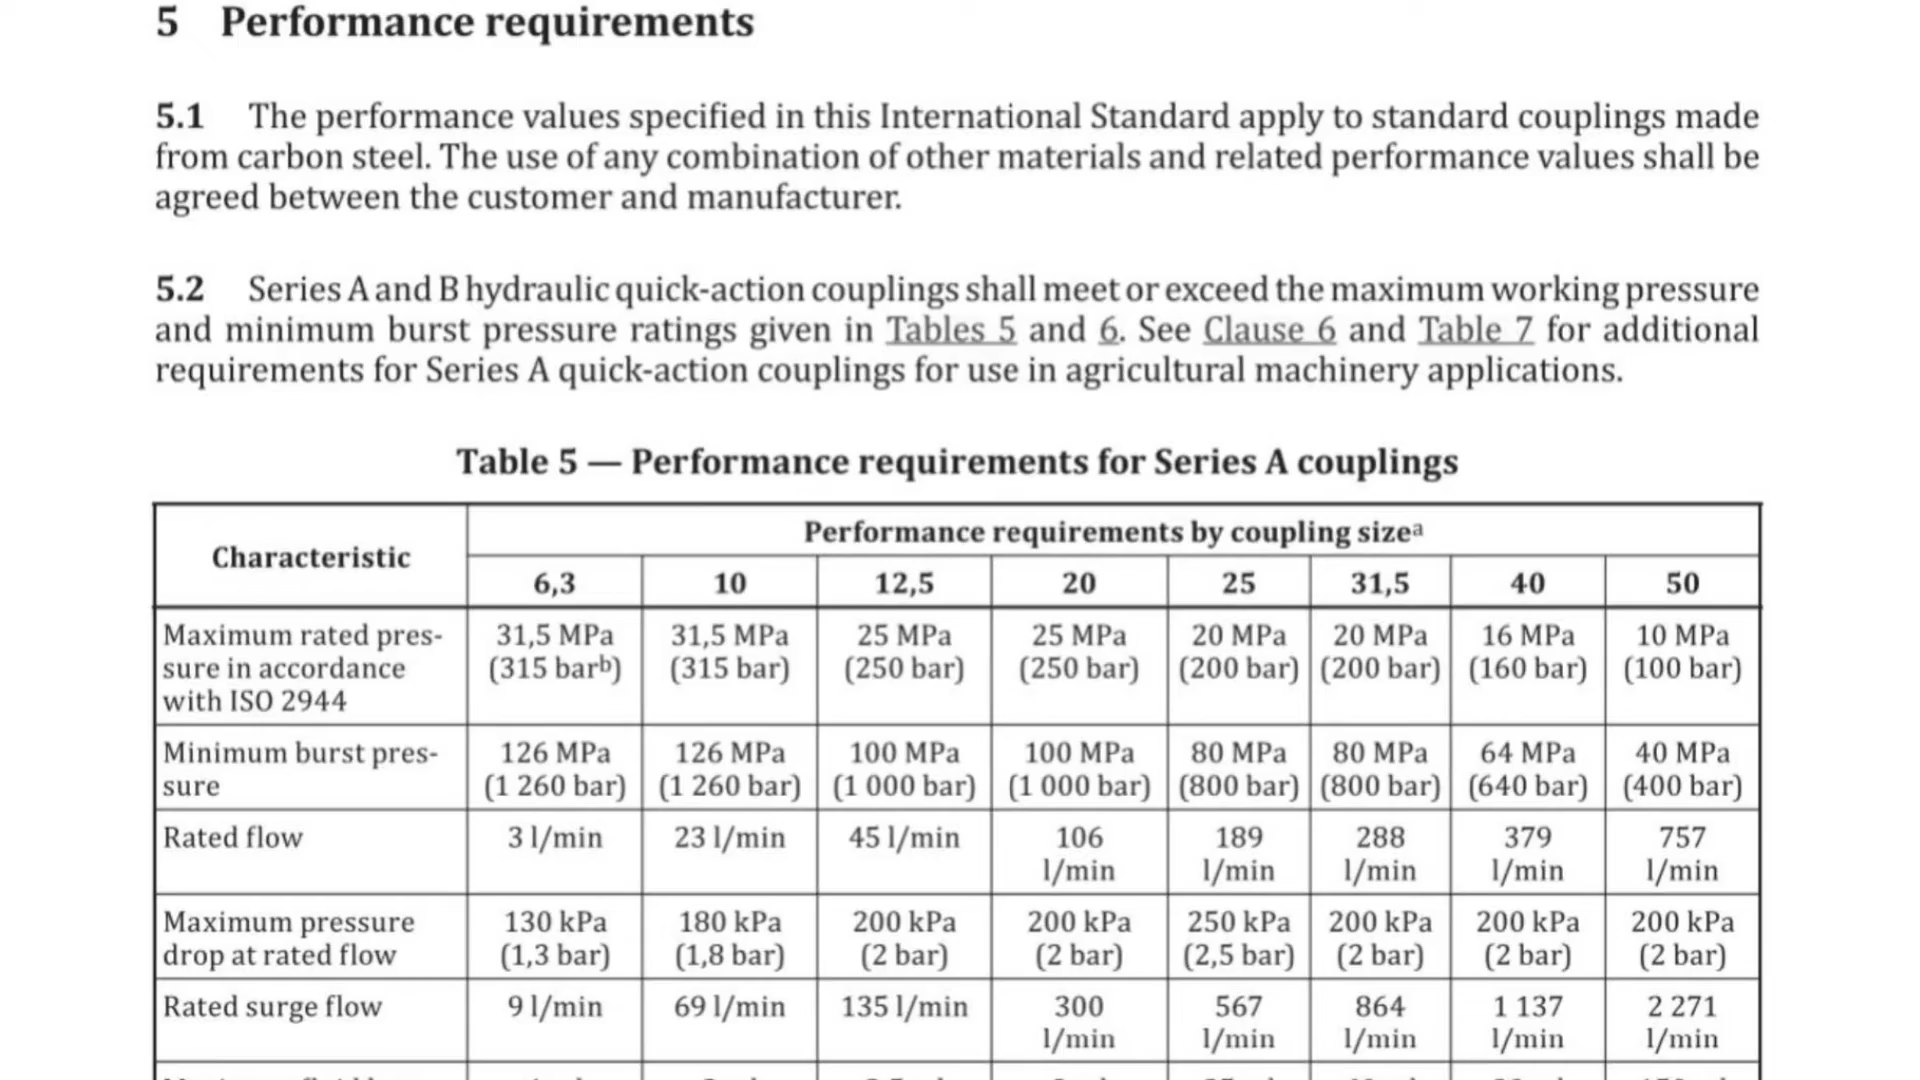 5 Performance requirements
5.1 The performance values specified in this International Standard apply to standard couplings made
from carbon steel. The use of any combination of other materials and related performance values shall be
agreed between the customer and manufacturer.
5.2 Series A and B hydraulic quick-action couplings shall meet or exceed the maximum working pressure
and minimum burst pressure ratings given in Tables 5 and 6. See Clause 6 and Table 7 for additional
requirements for Series A quick-action couplings for use in agricultural machinery applications.
Table 5 — Performance requirements for Series A couplings
Characteristic
Performance requirements by coupling sizea
6,3 10 12,5 20 25 31,5 40 50
Maximum rated pres- 31,5 MPa 31,5 MPa 25 MPa 25 MPa 20 MPa 20 MPa 16 MPa 10 MPa
sure in accordance (315 barb) (315 bar) (250 bar) (250 bar) (200 bar) (200 bar) (160 bar) (100 bar)
with ISO 2944
Minimum burst pres- 126 MPa 126 MPa 100 MPa 100 MPa 80 MPa 80 MPa 64 MPa 40 MPa
sure (1 260 bar) (1 260 bar) (1 000 bar) (1 000 bar) (800 bar) (800 bar) (640 bar) (400 bar)
Rated flow 3 l/min 23 l/min 45 l/min 106 189 288 379 757
l/min l/min l/min l/min l/min
Maximum pressure 130 kPa 180 kPa 200 kPa 200 kPa 250 kPa 200 kPa 200 kPa 200 kPa
drop at rated flow (1,3 bar) (1,8 bar) (2 bar) (2 bar) (2,5 bar) (2 bar) (2 bar) (2 bar)
Rated surge flow 9 l/min 69 l/min 135 l/min 300 567 864 1 137 2 271
l/min l/min l/min l/min l/min